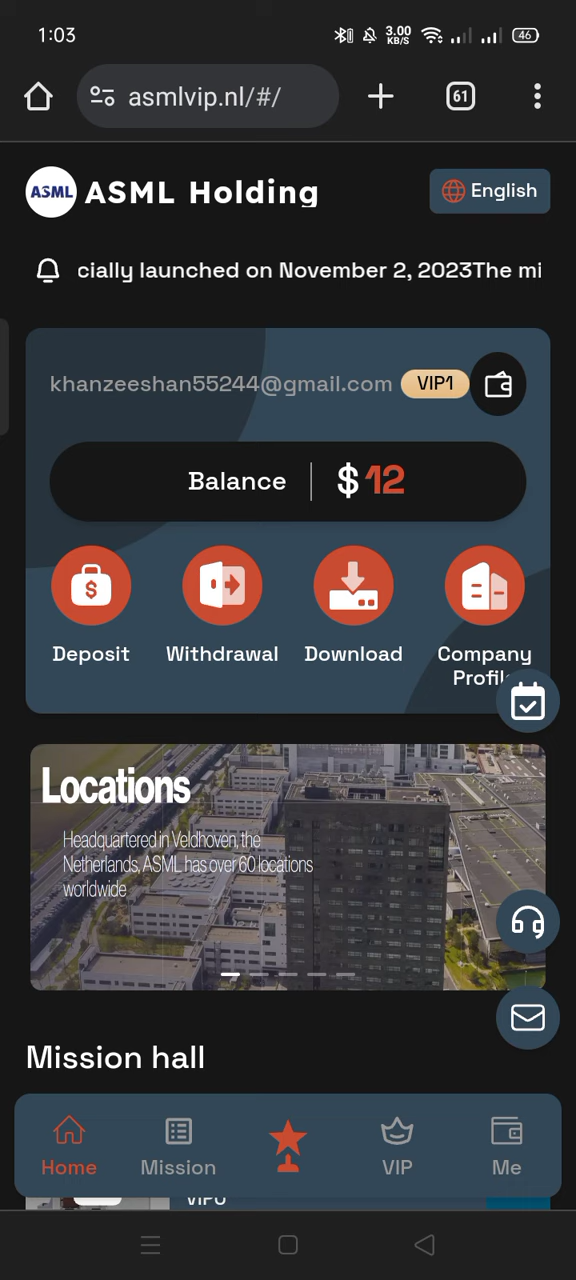 1:03
3.00
KB/S
46
asmlvip.nl/#/
61
ASML ASML Holding
English
cially launched on November 2, 2023The mi
khanzeeshan55244@gmail.com VIP1
Balance $ 12
Deposit Withdrawal Download Company
Profile
Locations
Headquartered in Veldhoven, the
Netherlands, ASML has over 60 locations
worldwide
Mission hall
Home Mission VIP Me
VIP0